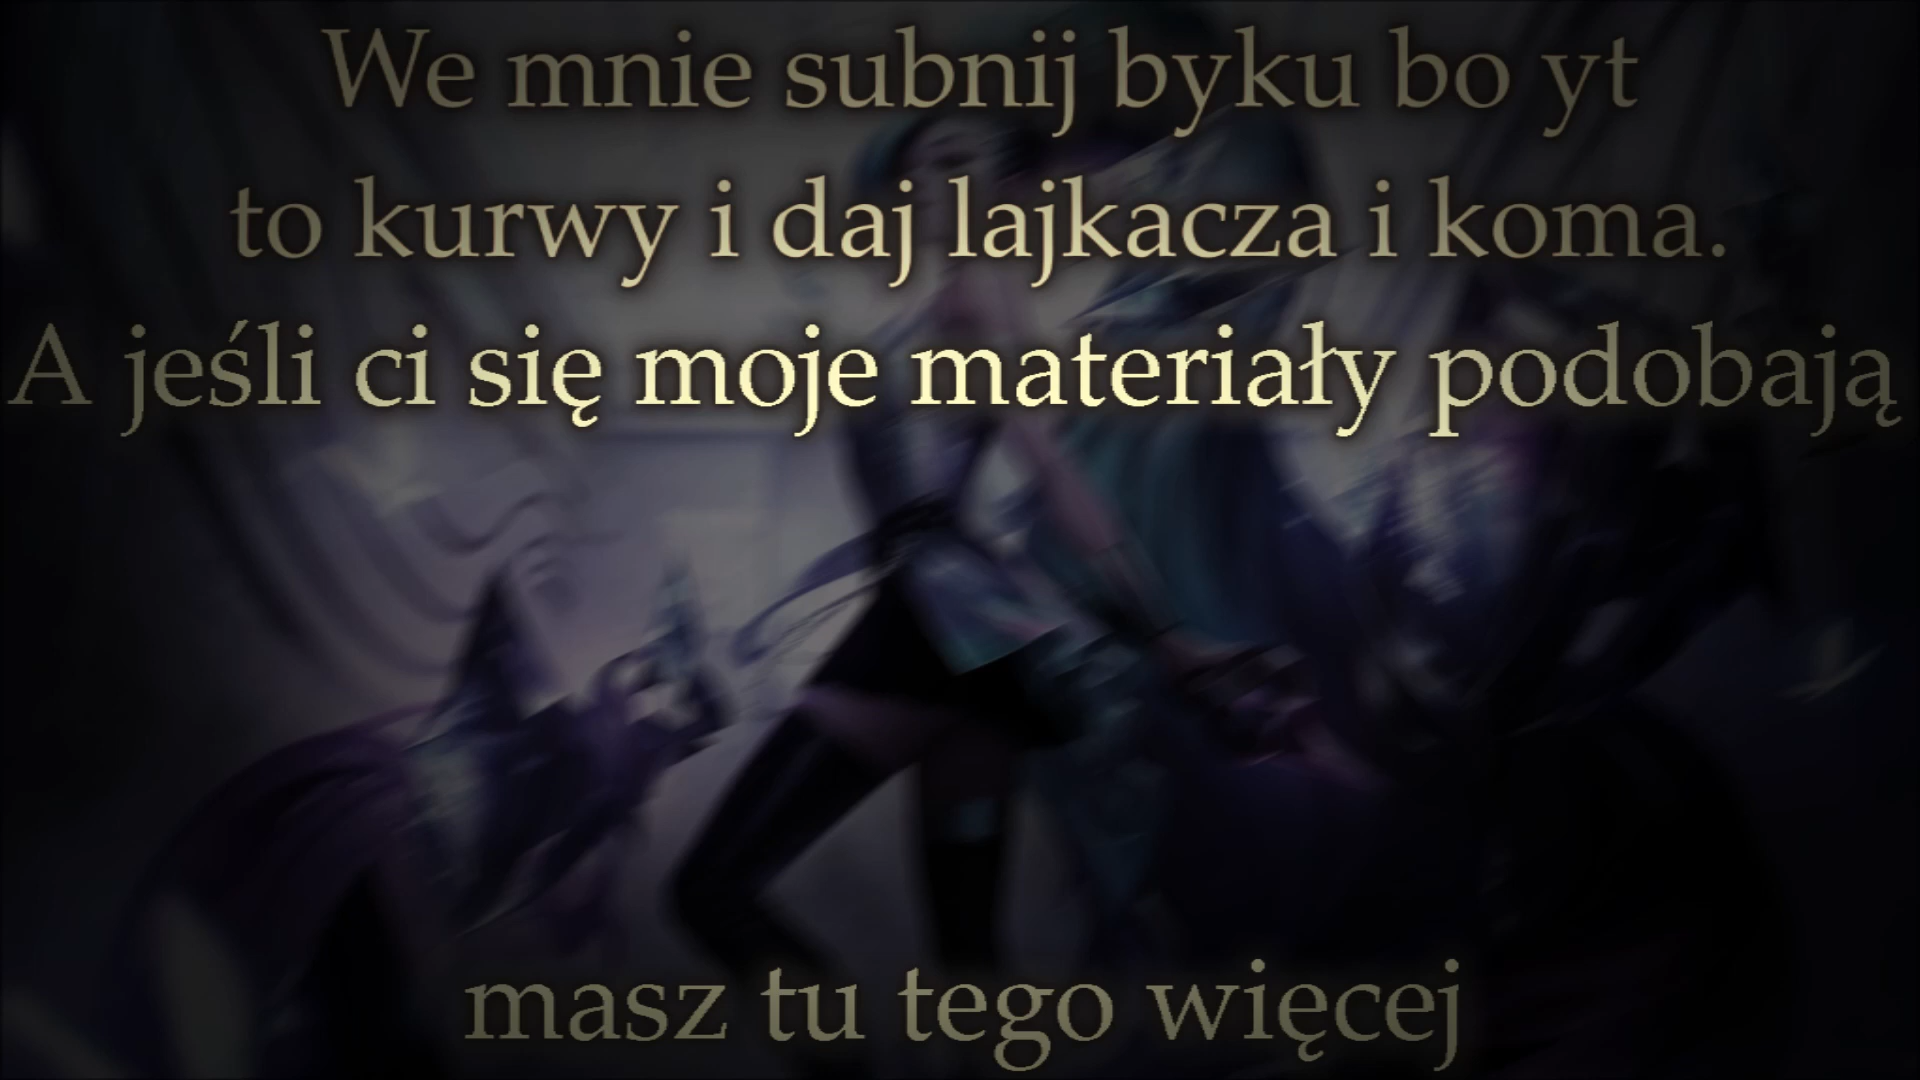 We mnie subnij byku bo yt
to kurwy i daj lajkacza i koma.
A jeśli ci się moje materiały podobają
masz tu tego więcej